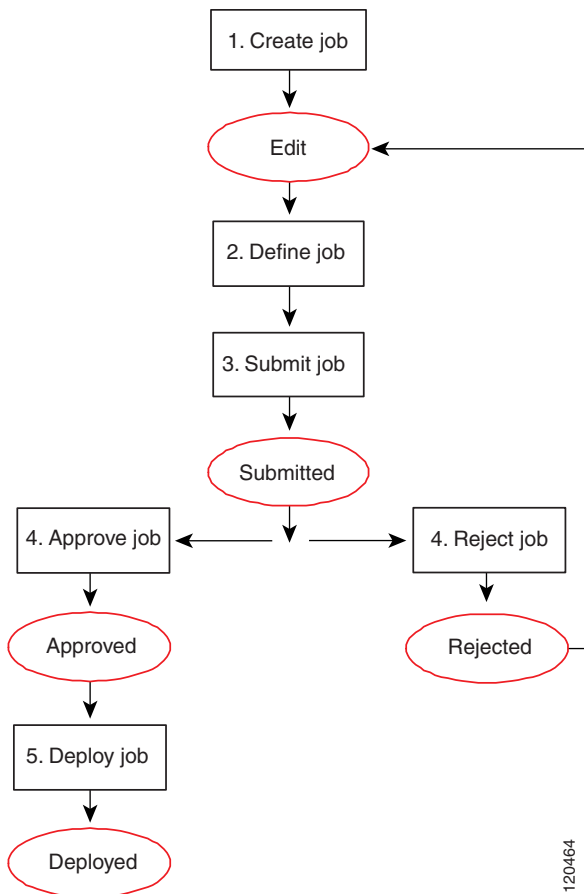 1. Create job
Edit
2. Define job
3. Submit job
Submitted
4. Approve job
4. Reject job
Approved
Rejected
5. Deploy job
Deployed
120464